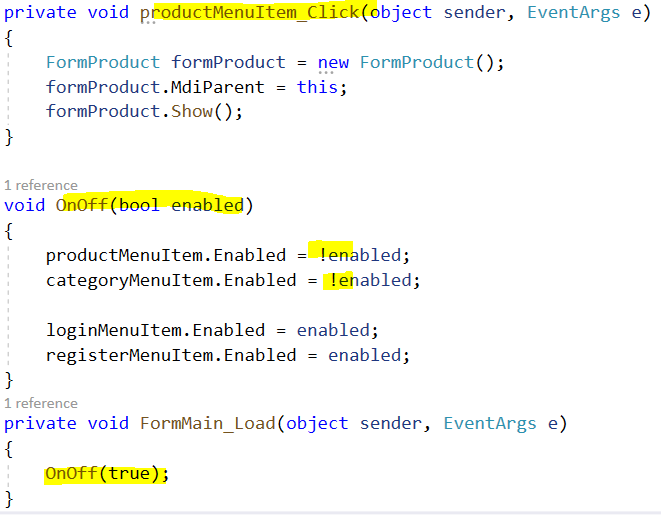 private void productMenuItem_Click(object sender, EventArgs e)
{
FormProduct formProduct = new FormProduct();
formProduct.MdiParent = this;
formProduct.Show();
}
1 reference
void OnOff(bool enabled)
{
productMenuItem.Enabled = !enabled;
categoryMenuItem.Enabled = !enabled;
loginMenuItem.Enabled = enabled;
registerMenuItem.Enabled = enabled;
}
1 reference
private void FormMain_Load(object sender, EventArgs e)
{
OnOff(true);
}